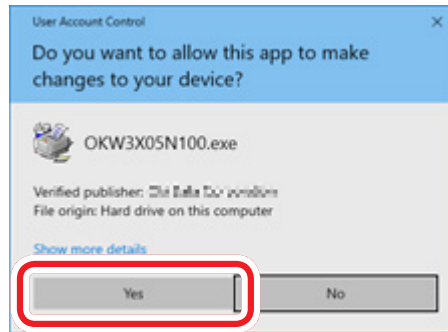 User Account Control
Do you want to allow this app to make
changes to your device?
OKW3X05N100.exe
Verified publisher:
File origin: Hard drive on this computer
Show more details
Yes
No